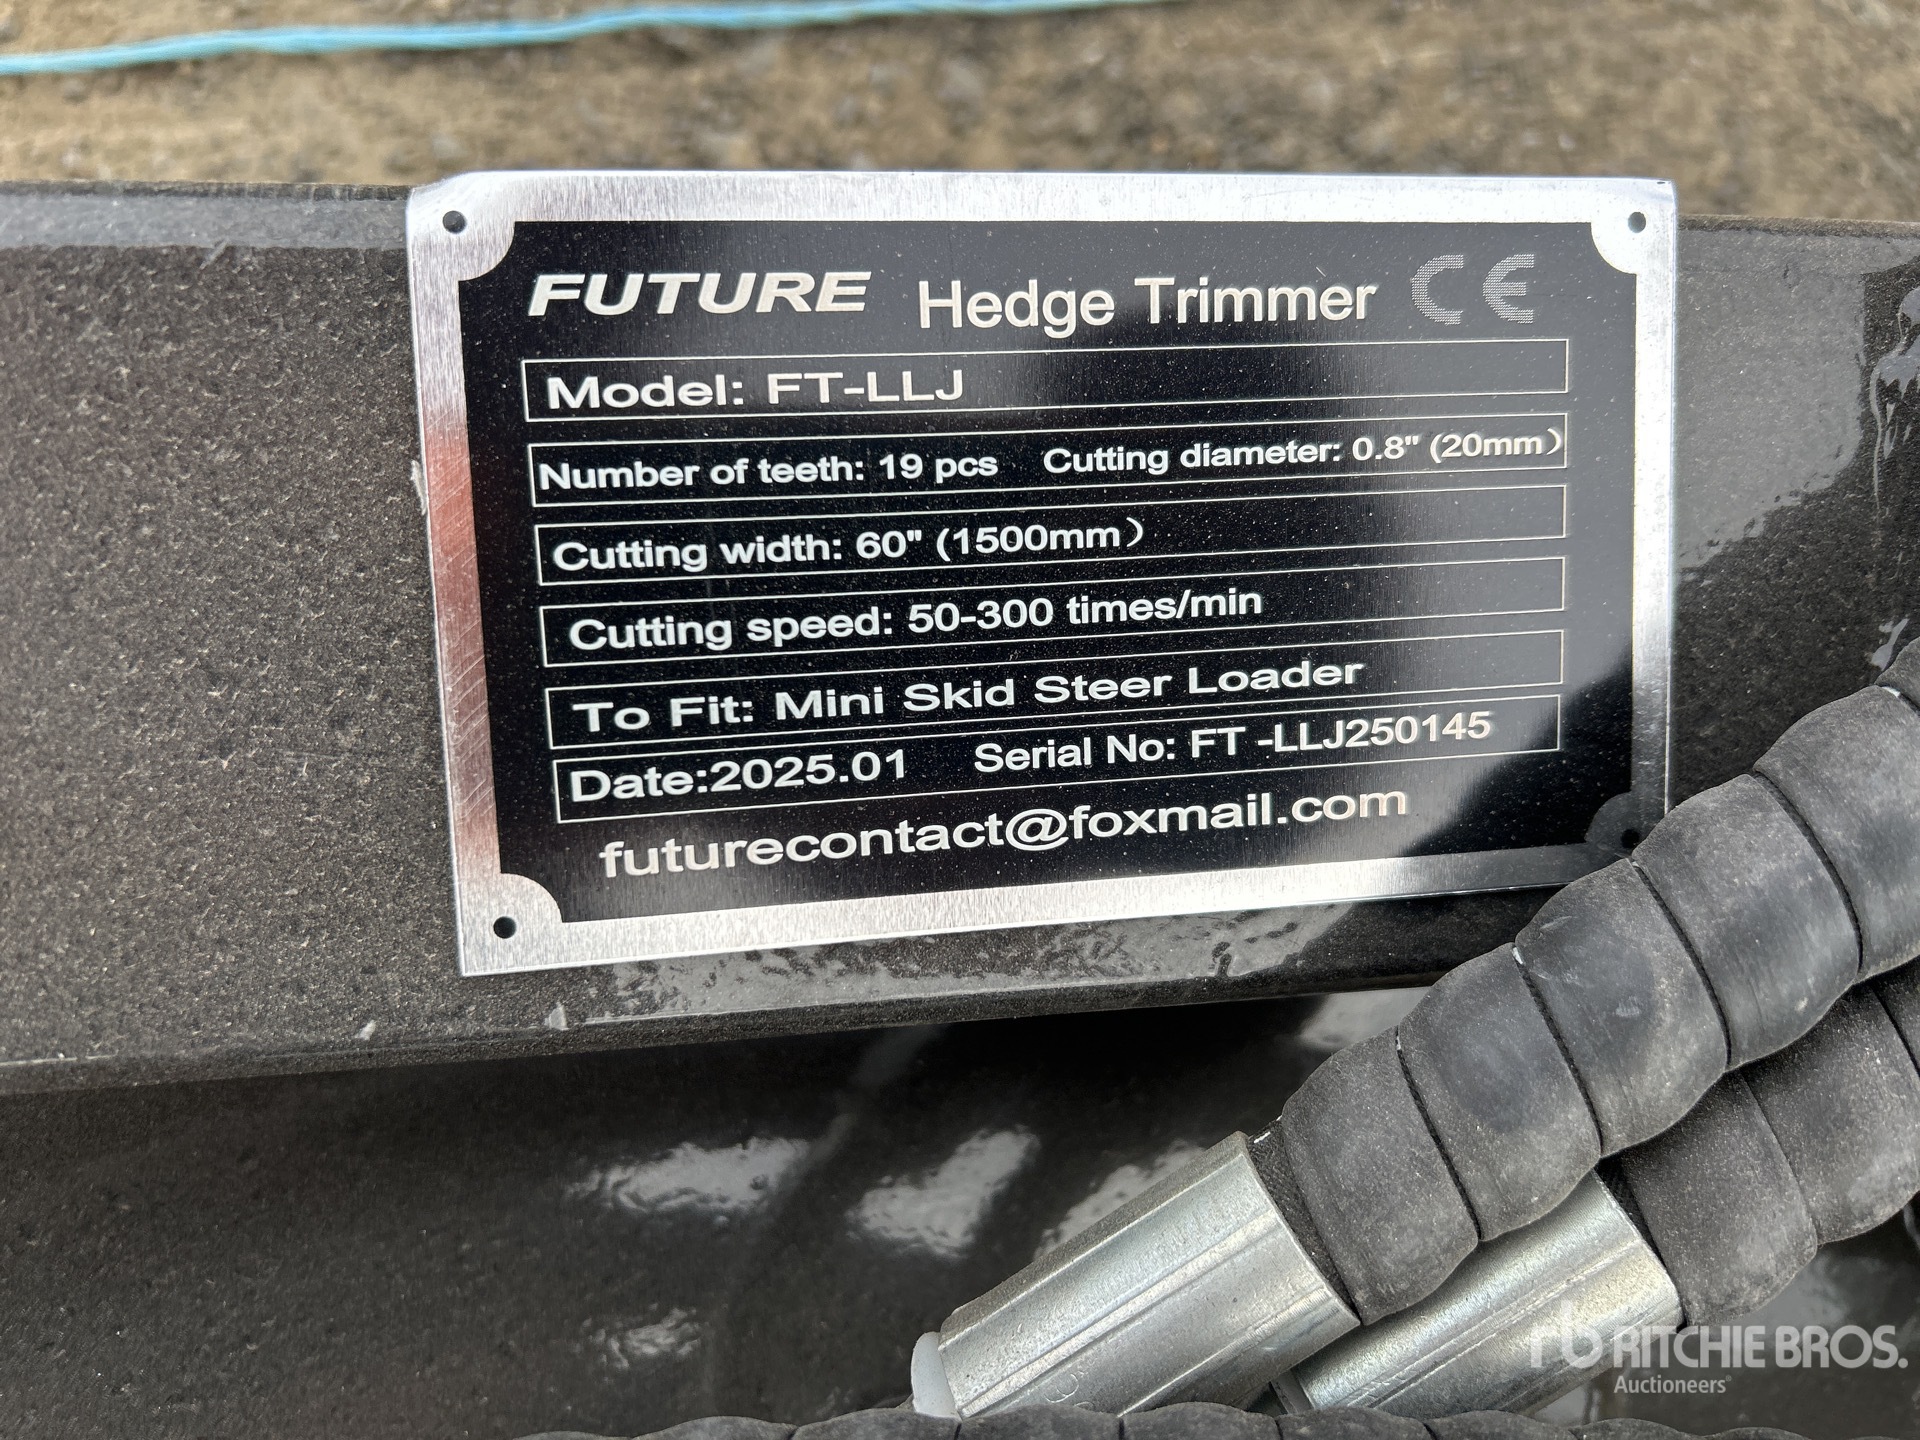 FUTURE Hedge Trimmer CE
Model: FT-LLJ
Number of teeth: 19 pcs Cutting diameter: 0.8" (20mm）
Cutting width: 60" (1500mm）
Cutting speed: 50-300 times/min
To Fit: Mini Skid Steer Loader
Date:2025.01 Serial No: FT -LLJ250145
futurecontact@foxmail.com
rb RITCHIE BROS.
Auctioneers